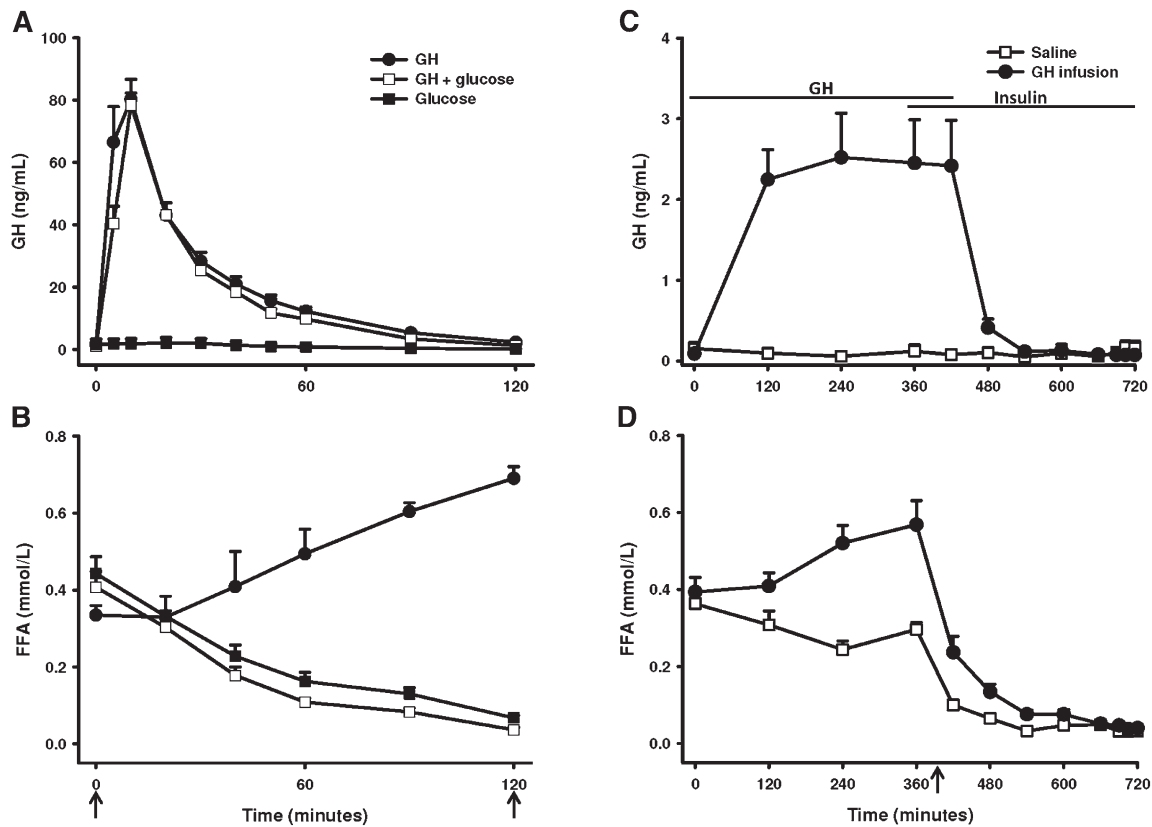 A
100
80
60
40
20
0
GH (ng/mL)
GH
GH + glucose
Glucose
0
60
120
B
0.8
0.6
0.4
0.2
0.0
FFA (mmol/L)
0
60
120
Time (minutes)
C
4
3
2
1
0
GH (ng/mL)
Saline
GH infusion
GH
Insulin
0
120
240
360
480
600
720
D
0.8
0.6
0.4
0.2
0.0
FFA (mmol/L)
0
120
240
360
480
600
720
Time (minutes)